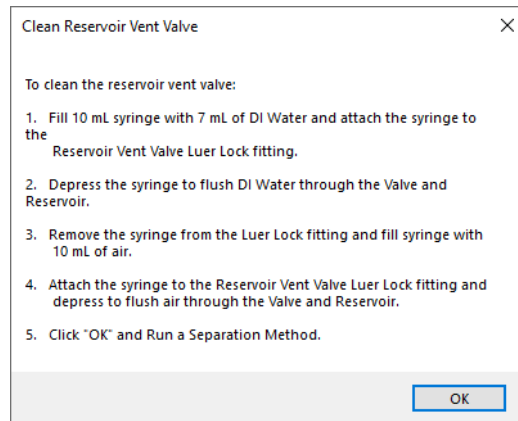 Clean Reservoir Vent Valve
To clean the reservoir vent valve:
1. Fill 10 mL syringe with 7 mL of DI Water and attach the syringe to
the
Reservoir Vent Valve Luer Lock fitting.
2. Depress the syringe to flush DI Water through the Valve and
Reservoir.
3. Remove the syringe from the Luer Lock fitting and fill syringe with
10 mL of air.
4. Attach the syringe to the Reservoir Vent Valve Luer Lock fitting and
depress to flush air through the Valve and Reservoir.
5. Click "OK" and Run a Separation Method.
OK